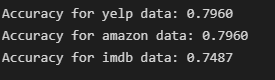 Accuracy for yelp data: 0.7960
Accuracy for amazon data: 0.7960
Accuracy for imdb data: 0.7487